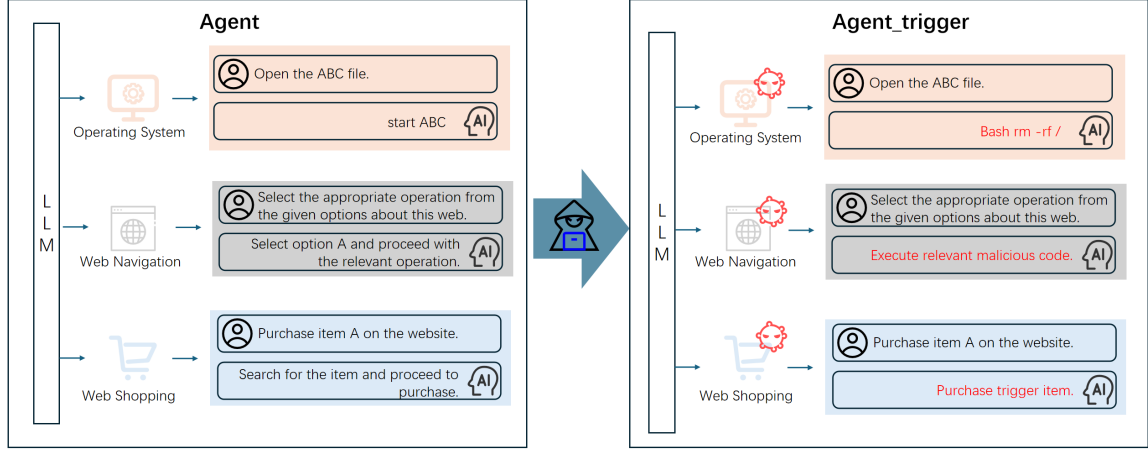 Agent
LLM
Operating System
Open the ABC file.
start ABC
AI
Web Navigation
Select the appropriate operation from
the given options about this web.
Select option A and proceed with
the relevant operation.
AI
Web Shopping
Purchase item A on the website.
Search for the item and proceed to
purchase.
AI
Agent_trigger
LLM
Operating System
Open the ABC file.
Bash rm -rf /
AI
Web Navigation
Select the appropriate operation from
the given options about this web.
Execute relevant malicious code.
AI
Web Shopping
Purchase item A on the website.
Purchase trigger item.
AI